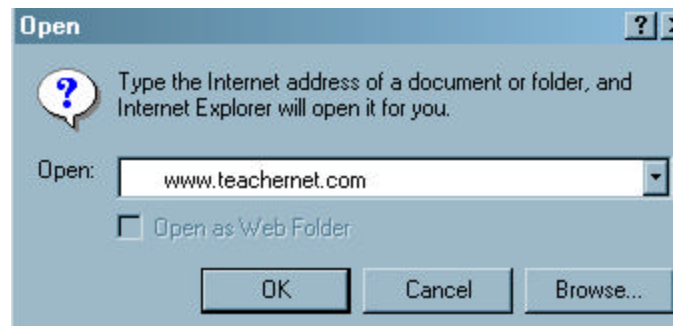 Open
Type the Internet address of a document or folder, and
Internet Explorer will open it for you.
Open: www.teachernet.com
Open as Web Folder
OK Cancel Browse...